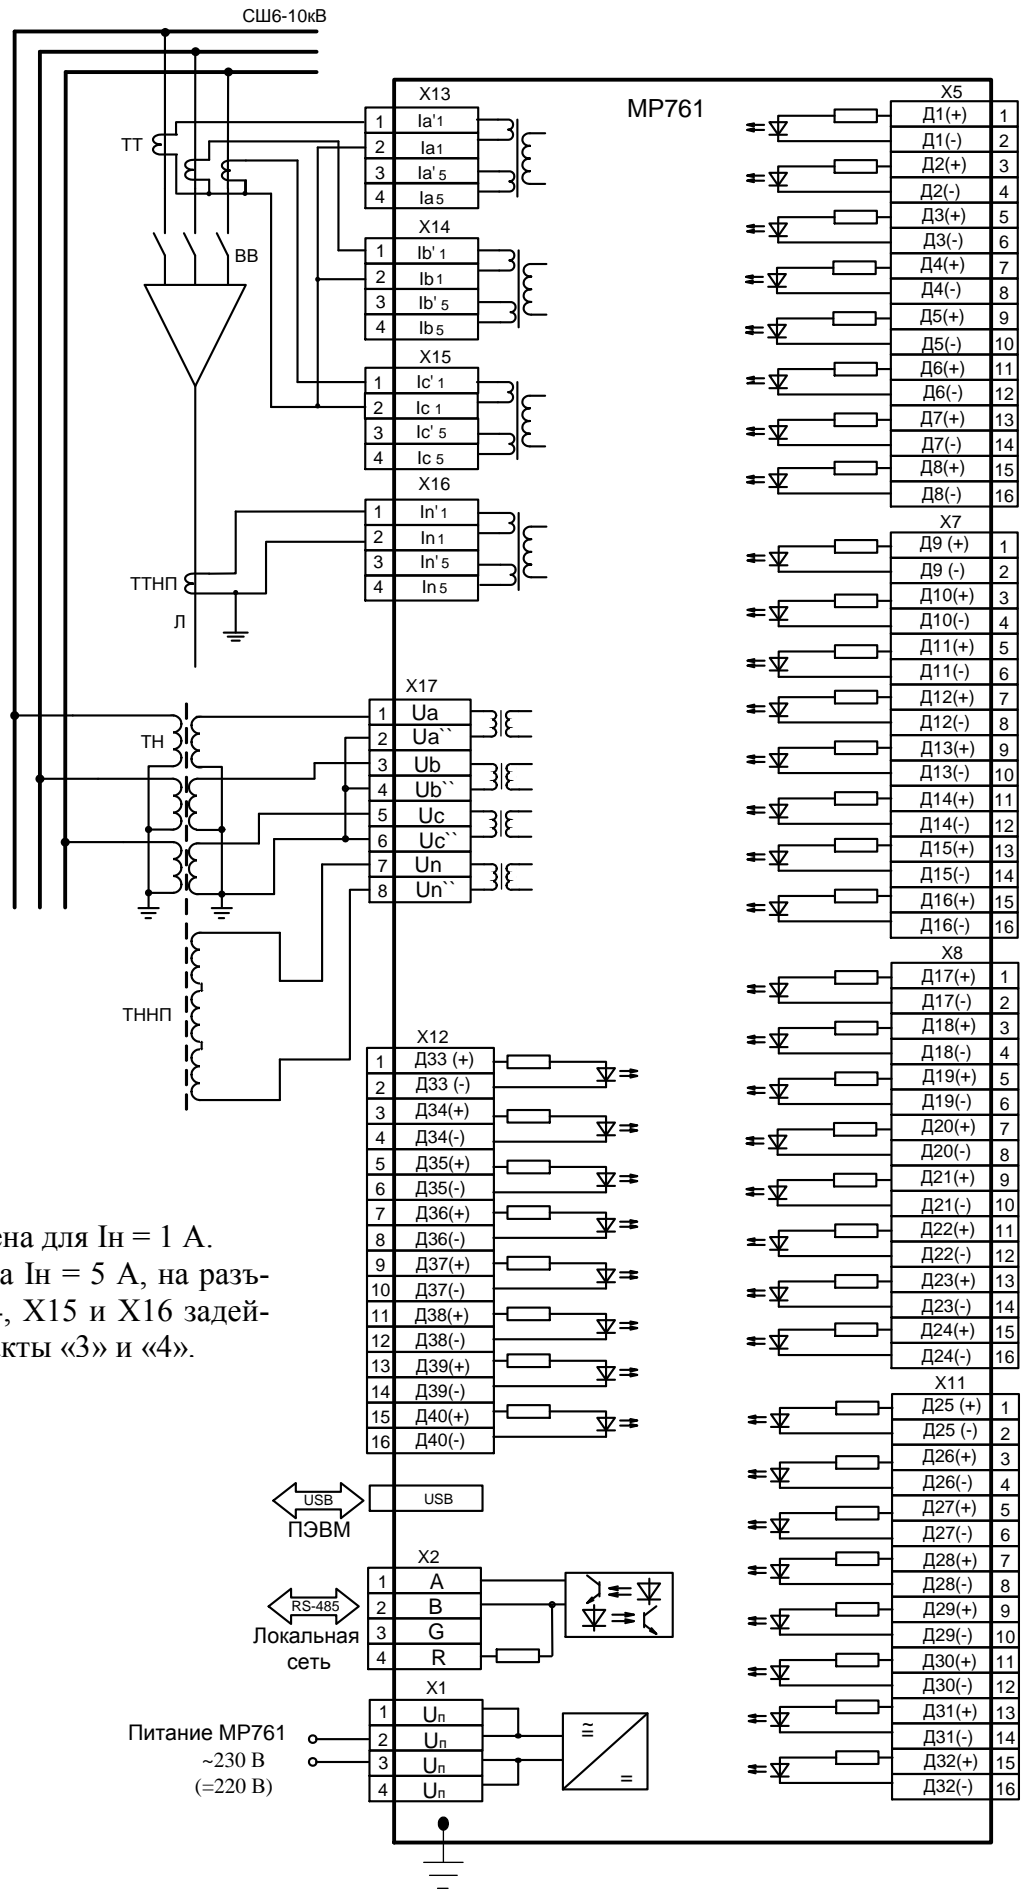 СШ6-10кВ
МР761
ТТ
ВВ
ТТНП
Л
ТН
ТННП
X13
1 Ia'1
2 Ia1
3 Ia'5
4 Ia5
X14
1 Ib'1
2 Ib1
3 Ib'5
4 Ib5
X15
1 Ic'1
2 Ic 1
3 Ic'5
4 Ic 5
X16
1 In'1
2 In1
3 In'5
4 In5
X17
1 Ua
2 Ua``
3 Ub
4 Ub``
5 Uc
6 Uc``
7 Un
8 Un``
X12
1 Д33 (+)
2 Д33 (-)
3 Д34(+)
4 Д34(-)
5 Д35(+)
6 Д35(-)
7 Д36(+)
8 Д36(-)
9 Д37(+)
10 Д37(-)
11 Д38(+)
12 Д38(-)
13 Д39(+)
14 Д39(-)
15 Д40(+)
16 Д40(-)
ена для Iн = 1 А.
а Iн = 5 А, на разъ-
, X15 и X16 задей-
кты «3» и «4».
USB
USB
ПЭВМ
X2
1 A
2 B
3 G
4 R
RS-485
Локальная
сеть
X1
1 Uп
2 Uп
3 Uп
4 Uп
Питание МР761
~230 В
(=220 В)
X5
Д1(+) 1
Д1(-) 2
Д2(+) 3
Д2(-) 4
Д3(+) 5
Д3(-) 6
Д4(+) 7
Д4(-) 8
Д5(+) 9
Д5(-) 10
Д6(+) 11
Д6(-) 12
Д7(+) 13
Д7(-) 14
Д8(+) 15
Д8(-) 16
X7
Д9 (+) 1
Д9 (-) 2
Д10(+) 3
Д10(-) 4
Д11(+) 5
Д11(-) 6
Д12(+) 7
Д12(-) 8
Д13(+) 9
Д13(-) 10
Д14(+) 11
Д14(-) 12
Д15(+) 13
Д15(-) 14
Д16(+) 15
Д16(-) 16
X8
Д17(+) 1
Д17(-) 2
Д18(+) 3
Д18(-) 4
Д19(+) 5
Д19(-) 6
Д20(+) 7
Д20(-) 8
Д21(+) 9
Д21(-) 10
Д22(+) 11
Д22(-) 12
Д23(+) 13
Д23(-) 14
Д24(+) 15
Д24(-) 16
X11
Д25 (+) 1
Д25 (-) 2
Д26(+) 3
Д26(-) 4
Д27(+) 5
Д27(-) 6
Д28(+) 7
Д28(-) 8
Д29(+) 9
Д29(-) 10
Д30(+) 11
Д30(-) 12
Д31(+) 13
Д31(-) 14
Д32(+) 15
Д32(-) 16